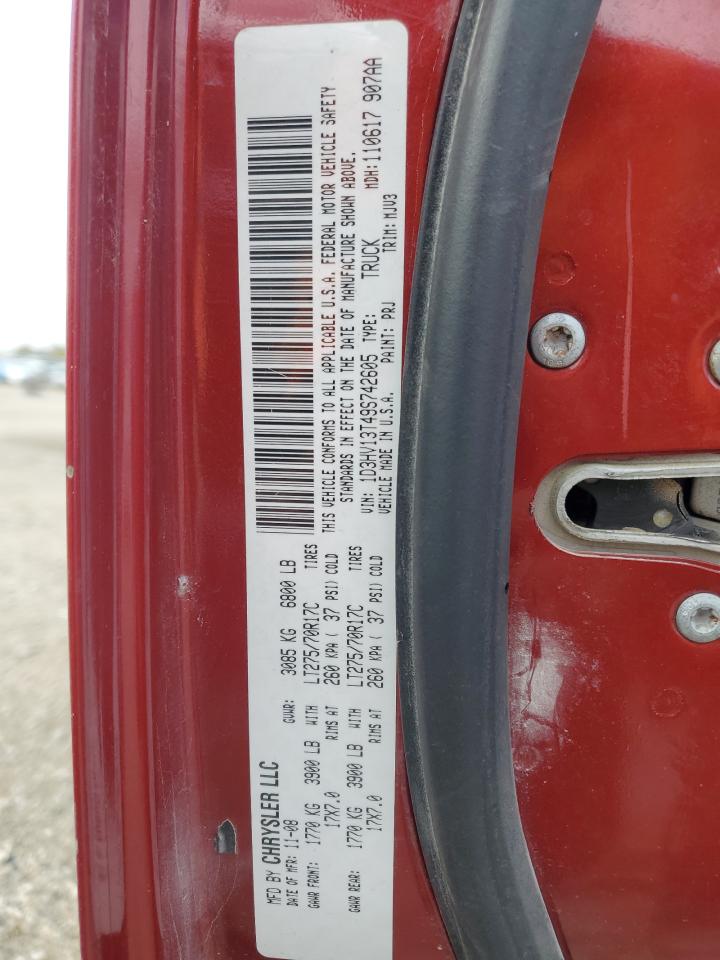 MFD BY CHRYSLER LLC
DATE OF MFR: 11-08 GVWR: 3085 KG 6800 LB
GAWR FRONT: 1770 KG 3900 LB WITH LT275/70R17C TIRES
17X7.0 RIMS AT 260 KPA ( 37 PSI) COLD
GAWR REAR: 1770 KG 3900 LB WITH LT275/70R17C TIRES
17X7.0 RIMS AT 260 KPA ( 37 PSI) COLD
THIS VEHICLE CONFORMS TO ALL APPLICABLE U.S.A. FEDERAL MOTOR VEHICLE SAFETY
STANDARDS IN EFFECT ON THE DATE OF MANUFACTURE SHOWN ABOVE.
VIN: 1D3HV13T49S742605 TYPE: TRUCK MDH: 110617 907AA
VEHICLE MADE IN U.S.A. PAINT: PRJ TRIM: MJV3